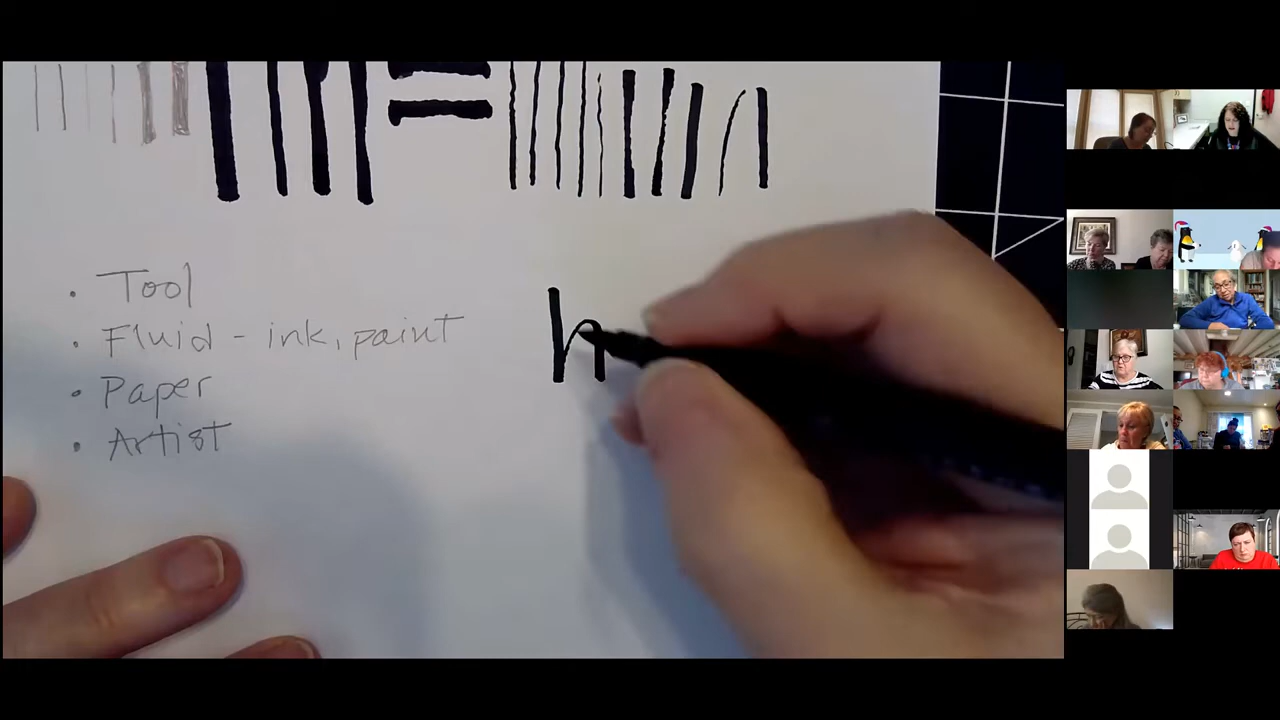 • Tool
• Fluid - ink, paint
• Paper
• Artist
h